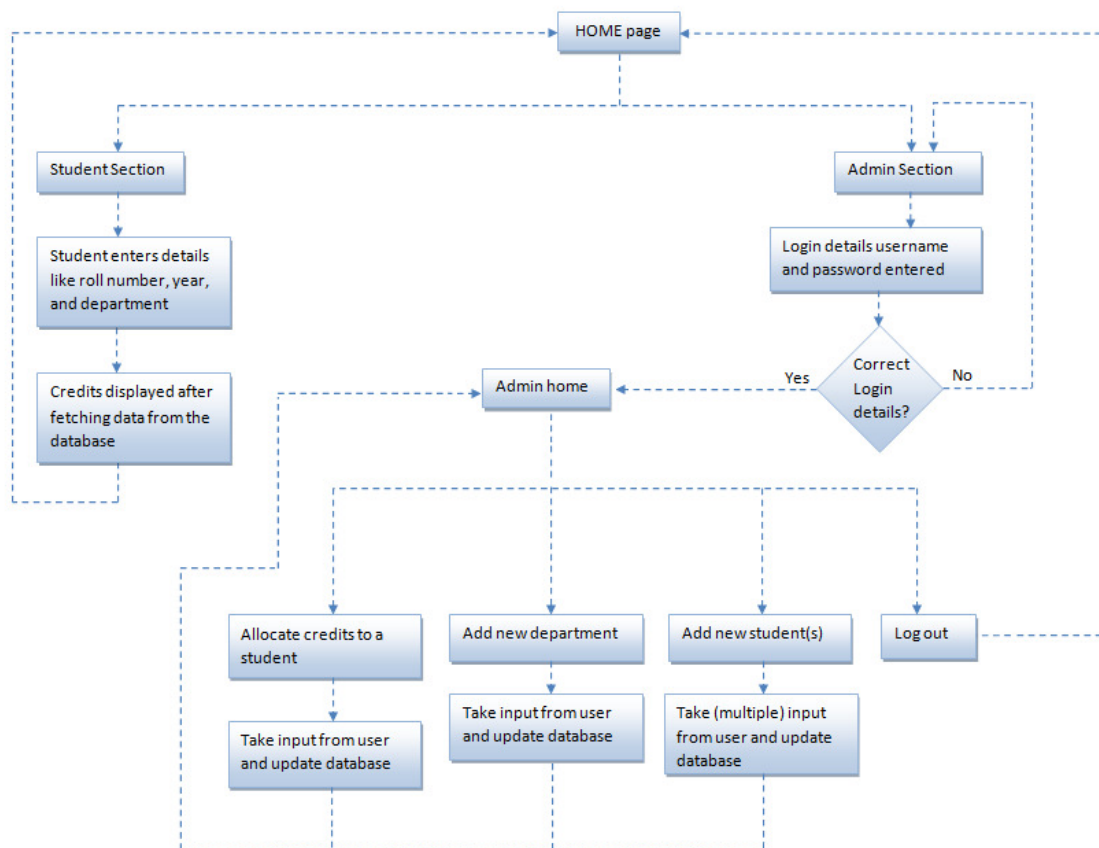 HOME page
Student Section
Admin Section
Student enters details
like roll number, year,
and department
Login details username
and password entered
Credits displayed after
fetching data from the
database
Admin home
Yes
Correct
Login
details?
No
Allocate credits to a
student
Add new department
Add new student(s)
Log out
Take input from user
and update database
Take input from user
and update database
Take (multiple) input
from user and update
database